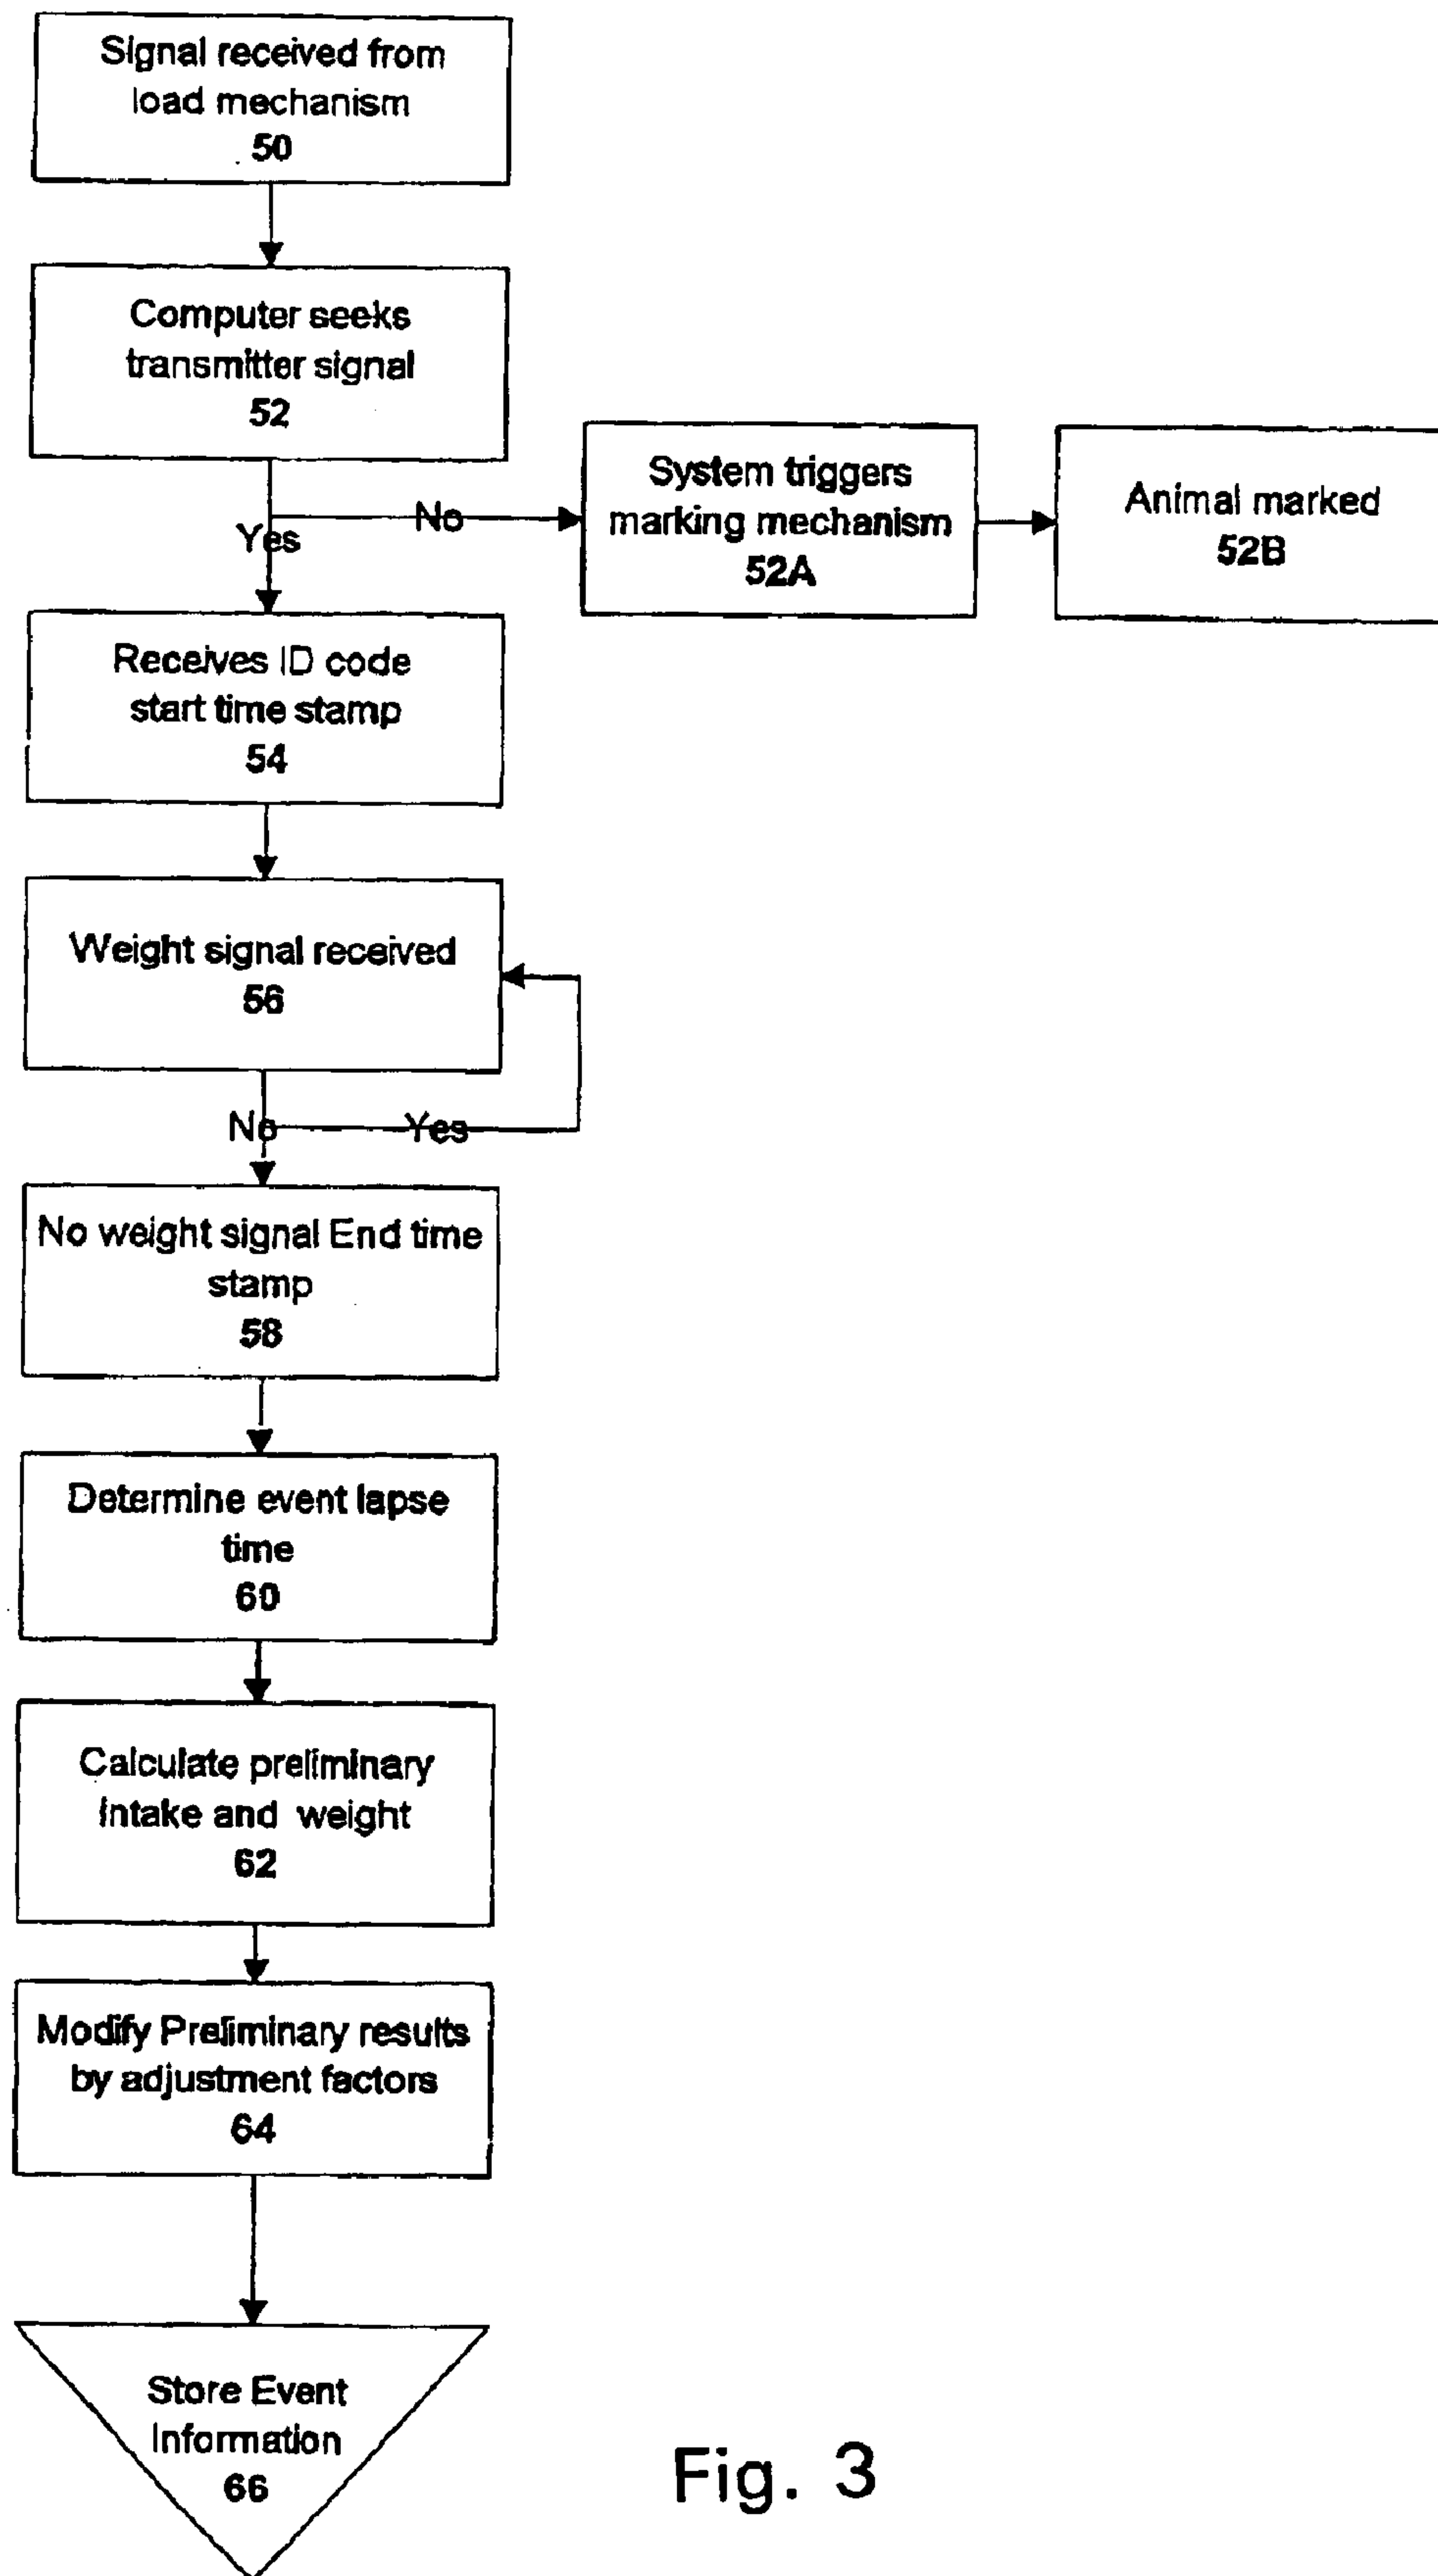 Signal received from
load mechanism
50
Computer seeks
transmitter signal
52
Yes
No
System triggers
marking mechanism
52A
Animal marked
52B
Receives ID code
start time stamp
54
Weight signal received
56
No
Yes
No weight signal End time
stamp
58
Determine event lapse
time
60
Calculate preliminary
Intake and weight
62
Modify Preliminary results
by adjustment factors
64
Store Event
Information
66
Fig. 3